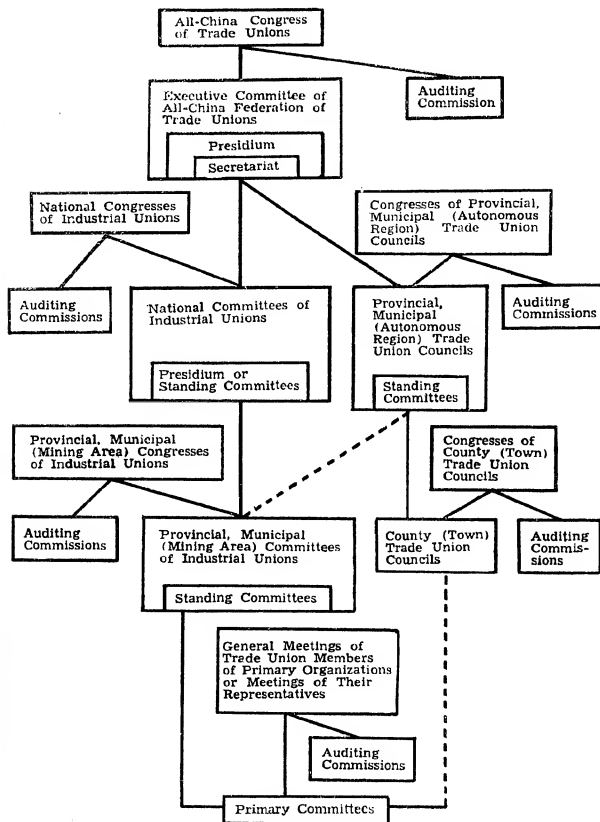 All-China Congress
of Trade Unions
Executive Committee of
All-China Federation of
Trade Unions
Presidium
Secretariat
Auditing
Commission
National Congresses
of Industrial Unions
Congresses of Provincial,
Municipal (Autonomous
Region) Trade Union
Councils
Auditing
Commissions
National Committees of
Industrial Unions
Presidium or
Standing Committees
Provincial,
Municipal
(Autonomous
Region) Trade
Union Councils
Standing
Committees
Auditing
Commissions
Provincial, Municipal
(Mining Area) Congresses
of Industrial Unions
Congresses of
County (Town)
Trade Union
Councils
Auditing
Commissions
Provincial, Municipal
(Mining Area) Committees
of Industrial Unions
Standing Committees
County (Town)
Trade Union
Councils
Auditing
Commis-
sions
General Meetings of
Trade Union Members
of Primary Organizations
or Meetings of Their
Representatives
Auditing
Commissions
Primary Committees